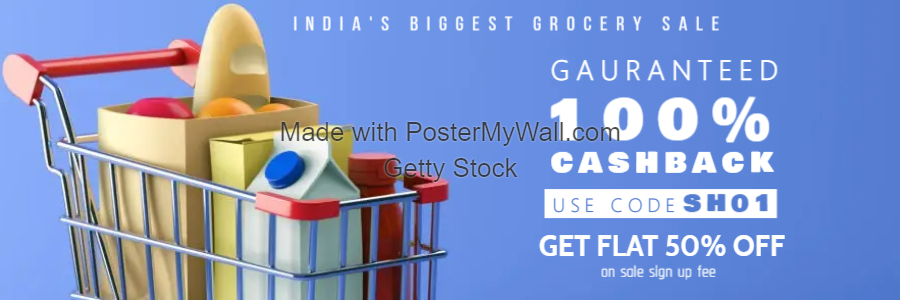 INDIA'S BIGGEST GROCERY SALE
GAURANTEED
100%
CASHBACK
USE CODE SH01
GET FLAT 50% OFF
on sale sign up fee
Made with PosterMyWall.com
Getty Stock